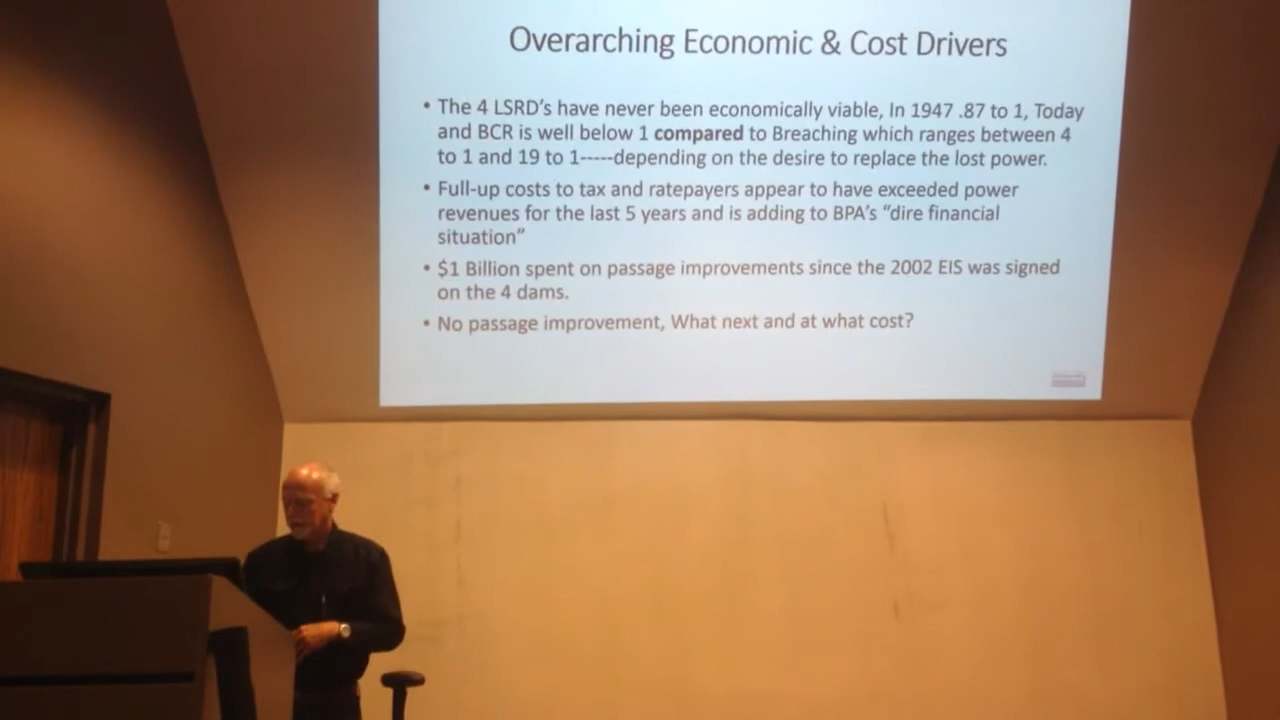 Overarching Economic & Cost Drivers
• The 4 LSRD's have never been economically viable, In 1947 .87 to 1, Today
and BCR is well below 1 compared to Breaching which ranges between 4
to 1 and 19 to 1-----depending on the desire to replace the lost power.
• Full-up costs to tax and ratepayers appear to have exceeded power
revenues for the last 5 years and is adding to BPA's “dire financial
situation”
• $1 Billion spent on passage improvements since the 2002 EIS was signed
on the 4 dams.
• No passage improvement, What next and at what cost?